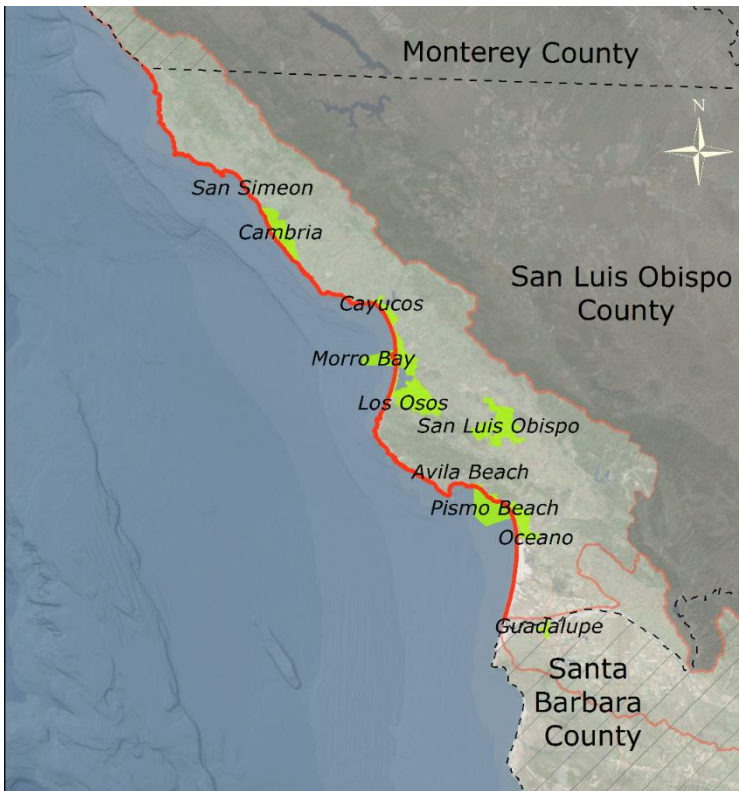 Monterey County
N
San Simeon
Cambria
San Luis Obispo
County
Cayucos
Morro Bay
Los Osos
San Luis Obispo
Avila Beach
Pismo Beach
Oceano
Guadalupe
Santa
Barbara
County